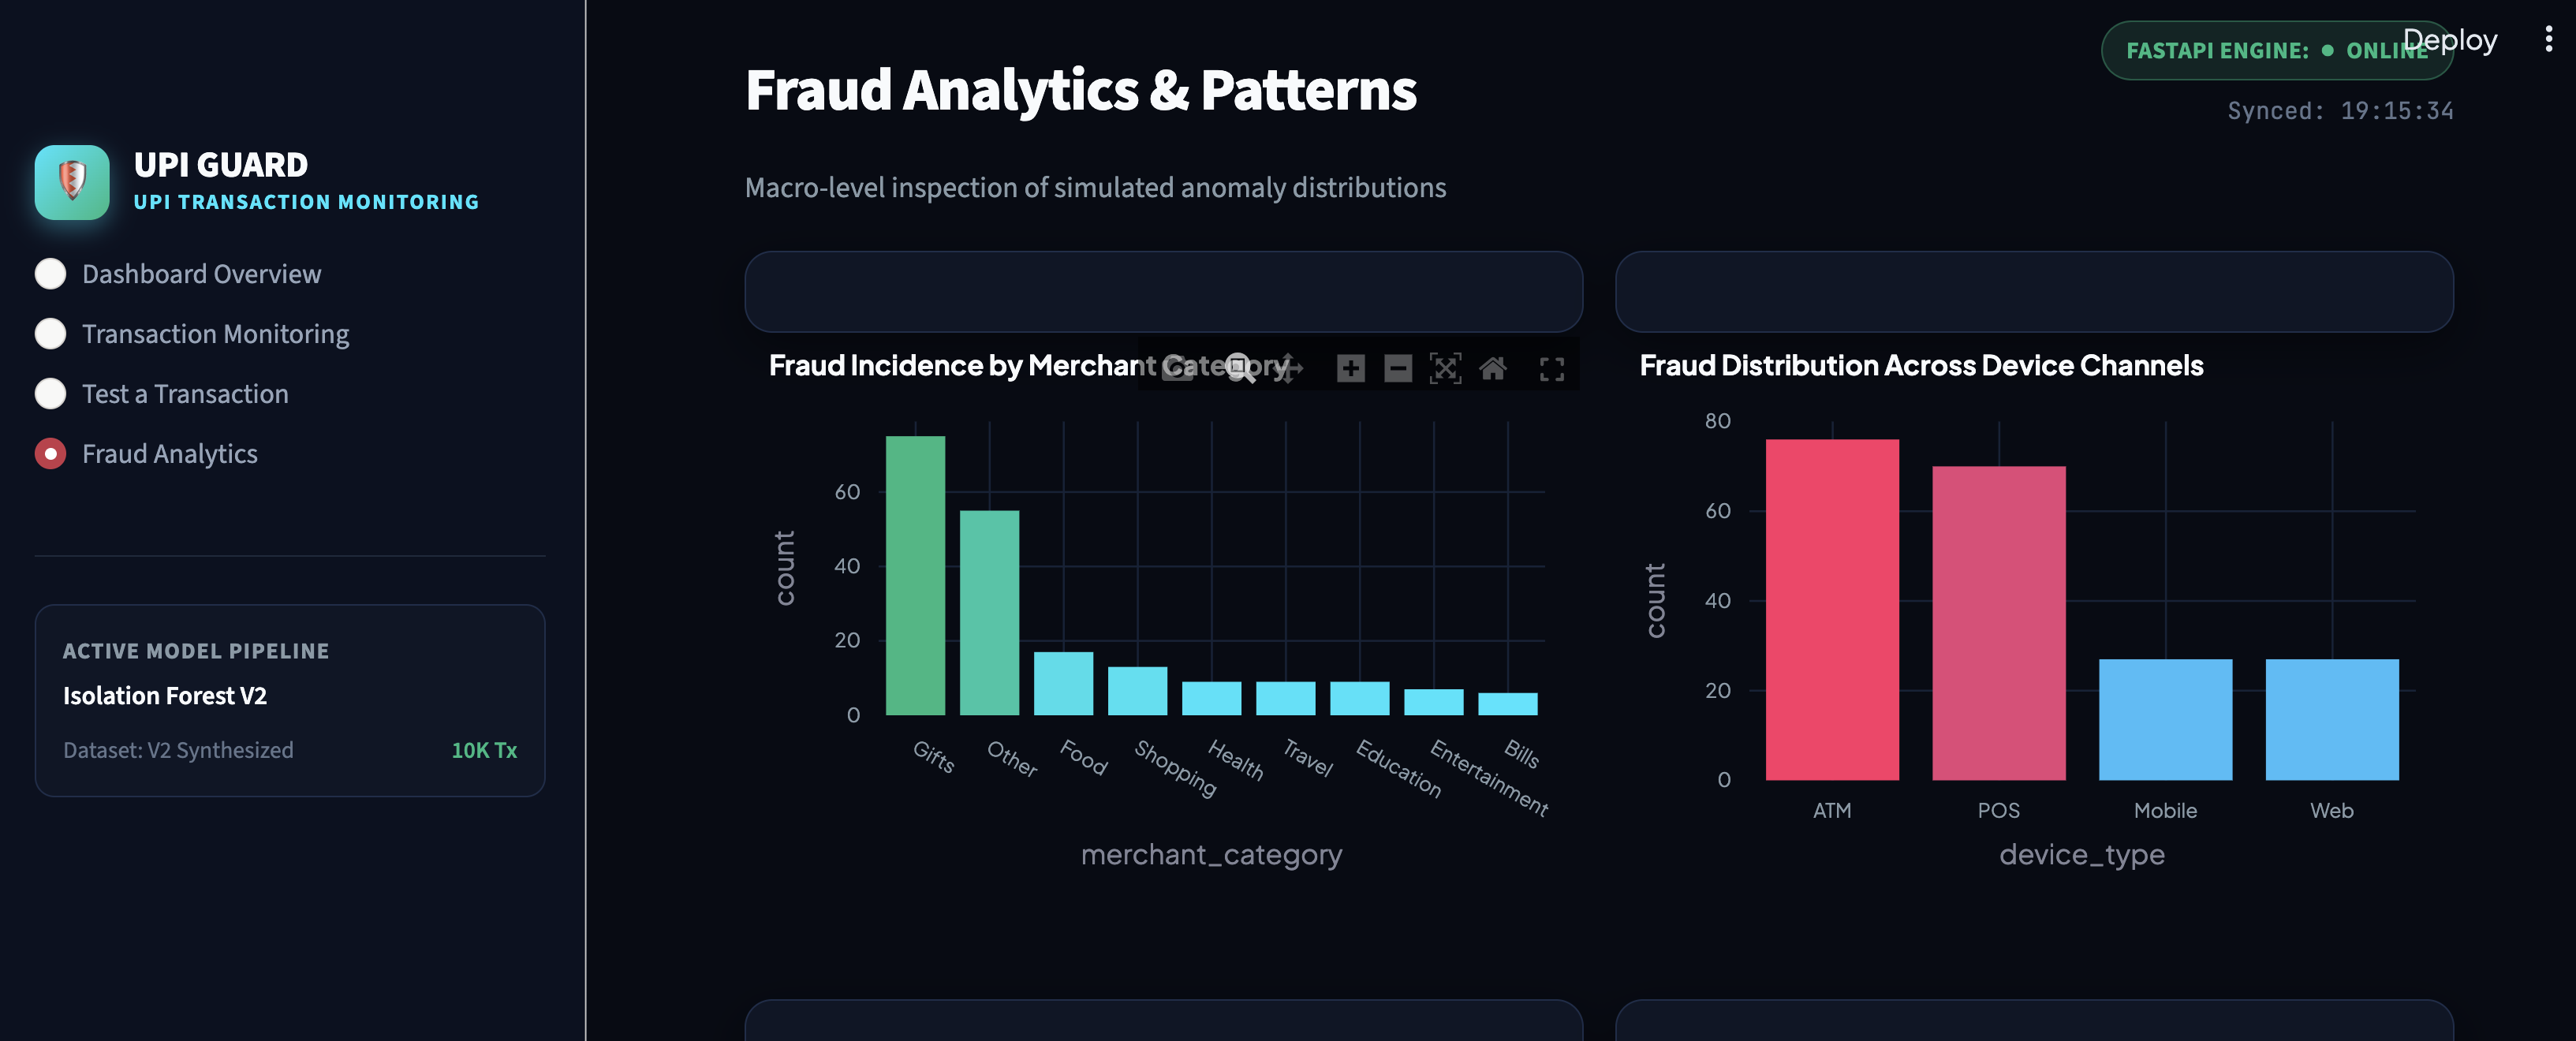 UPI GUARD
UPI TRANSACTION MONITORING
Dashboard Overview
Transaction Monitoring
Test a Transaction
Fraud Analytics
ACTIVE MODEL PIPELINE
Isolation Forest V2
Dataset: V2 Synthesized 10K Tx
Deploy
FASTAPI ENGINE: ● ONLINE
Synced: 19:15:34
Fraud Analytics & Patterns
Macro-level inspection of simulated anomaly distributions
Fraud Incidence by Merchant Category
60
40
20
0
count
Gifts
Other
Food
Shopping
Health
Travel
Education
Entertainment
Bills
merchant_category
Fraud Distribution Across Device Channels
80
60
40
20
0
count
ATM
POS
Mobile
Web
device_type